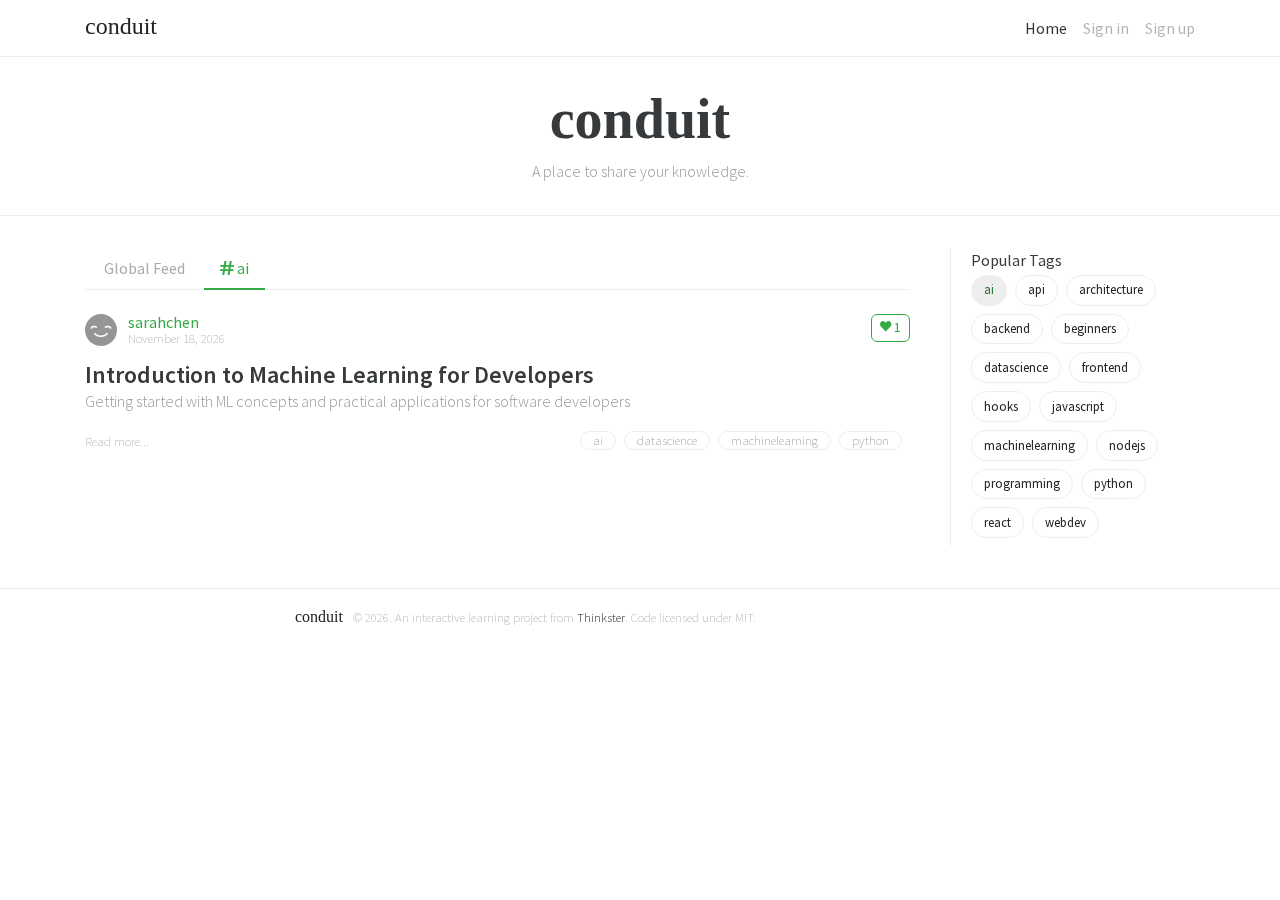 conduit
Home Sign in Sign up
conduit
A place to share your knowledge.
Global Feed #ai
Popular Tags
ai api architecture
backend beginners
datascience frontend
hooks javascript
machinelearning nodejs
programming python
react webdev
sarahchen
November 18, 2026
1
Introduction to Machine Learning for Developers
Getting started with ML concepts and practical applications for software developers
Read more...
ai datascience machinelearning python
conduit © 2026. An interactive learning project from Thinkster. Code licensed under MIT.